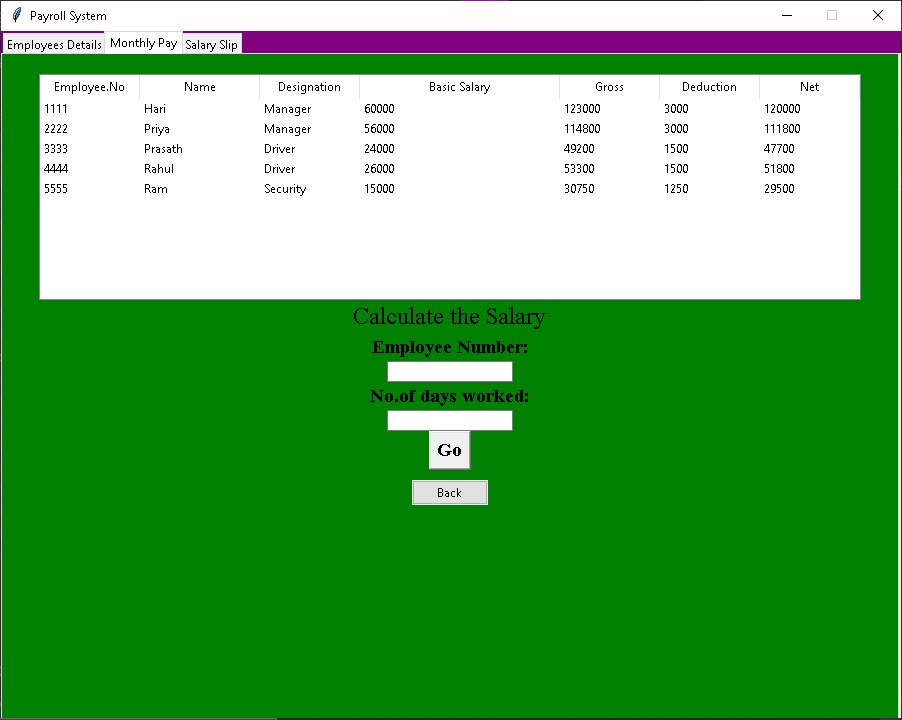 Payroll System
Employees Details Monthly Pay Salary Slip
Employee.No Name Designation Basic Salary Gross Deduction Net
1111 Hari Manager 60000 123000 3000 120000
2222 Priya Manager 56000 114800 3000 111800
3333 Prasath Driver 24000 49200 1500 47700
4444 Rahul Driver 26000 53300 1500 51800
5555 Ram Security 15000 30750 1250 29500
Calculate the Salary
Employee Number:
No.of days worked:
Go
Back